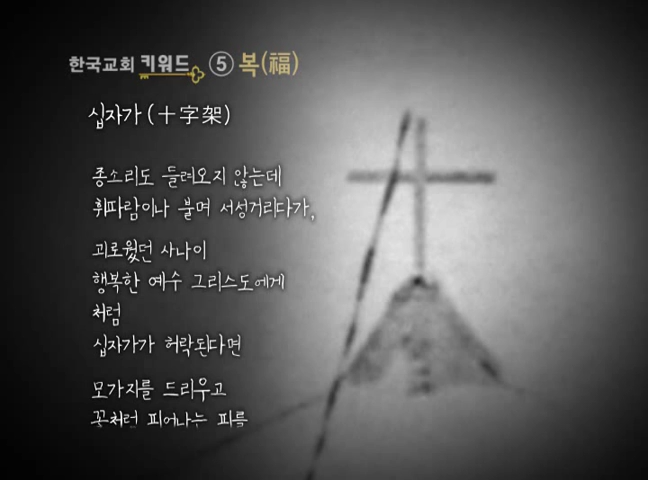 한국교회 키워드 ⑤ 복(福)
십자가(十字架)
종소리도 들려오지 않는데
휘파람이나 불며 서성거리다가,
괴로웠던 사나이
행복한 예수 그리스도에게
처럼
십자가가 허락된다면
모가지를 드리우고
꽃처럼 피어나는 피를